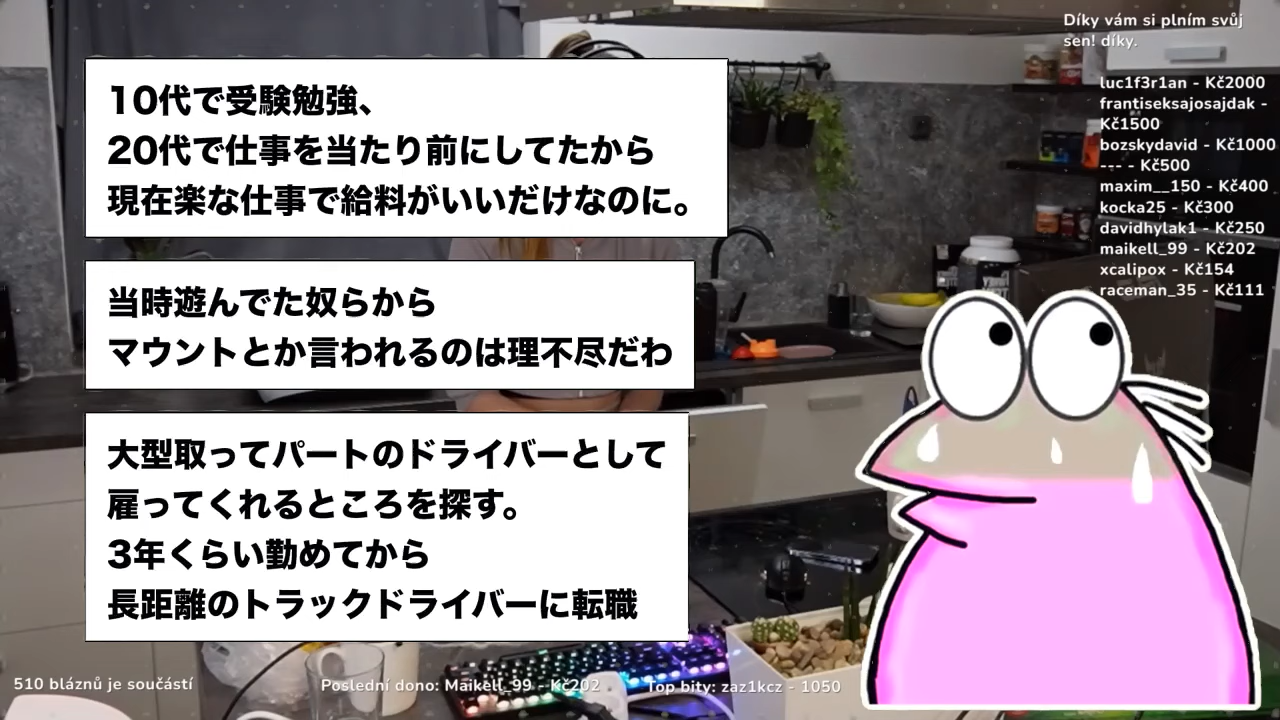 10代で受験勉強、
20代で仕事を当たり前にしてたから
現在楽な仕事で給料がいいだけなのに。
当時遊んでた奴らから
マウントとか言われるのは理不尽だわ
大型取ってパートのドライバーとして
雇ってくれるところを探す。
3年くらい勤めてから
長距離のトラックドライバーに転職
Díky vám si plním svůj
sen! díky.
luc1f3r1an - Kč2000
frantiseksajosajdak -
Kč1500
bozskydavid - Kč1000
--- - Kč500
maxim__150 - Kč400
kocka25 - Kč300
davidhylak1 - Kč250
maikell_99 - Kč202
xcalipox - Kč154
raceman_35 - Kč111
510 bláznů je součástí
Poslední dono: Maikell_99 - Kč202
Top bity: zaz1kcz - 1050